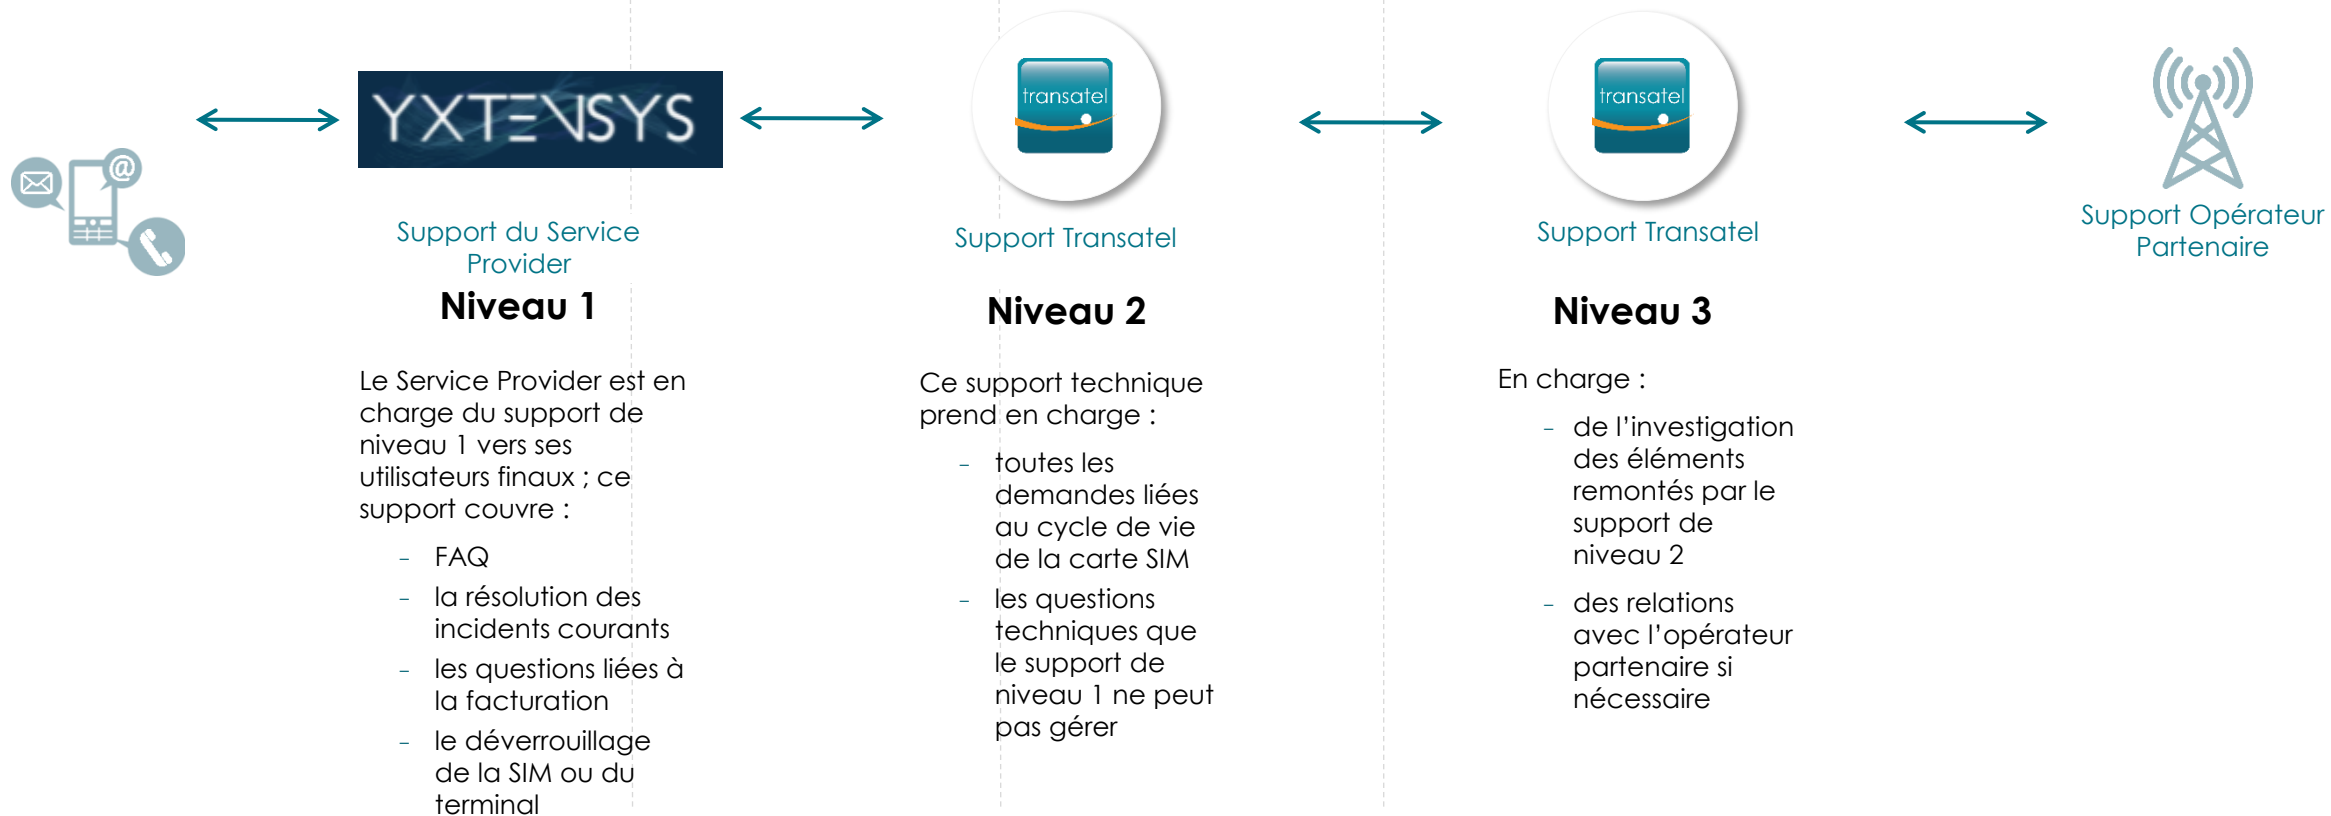 YXTENSYS
Support du Service
Provider
Niveau 1
Le Service Provider est en
charge du support de
niveau 1 vers ses
utilisateurs finaux ; ce
support couvre :
- FAQ
- la résolution des
incidents courants
- les questions liées à
la facturation
- le déverrouillage
de la SIM ou du
terminal
transatel
Support Transatel
Niveau 2
Ce support technique
prend en charge :
- toutes les
demandes liées
au cycle de vie
de la carte SIM
- les questions
techniques que
le support de
niveau 1 ne peut
pas gérer
transatel
Support Transatel
Niveau 3
En charge :
- de l’investigation
des éléments
remontés par le
support de
niveau 2
- des relations
avec l’opérateur
partenaire si
nécessaire
Support Opérateur
Partenaire
@